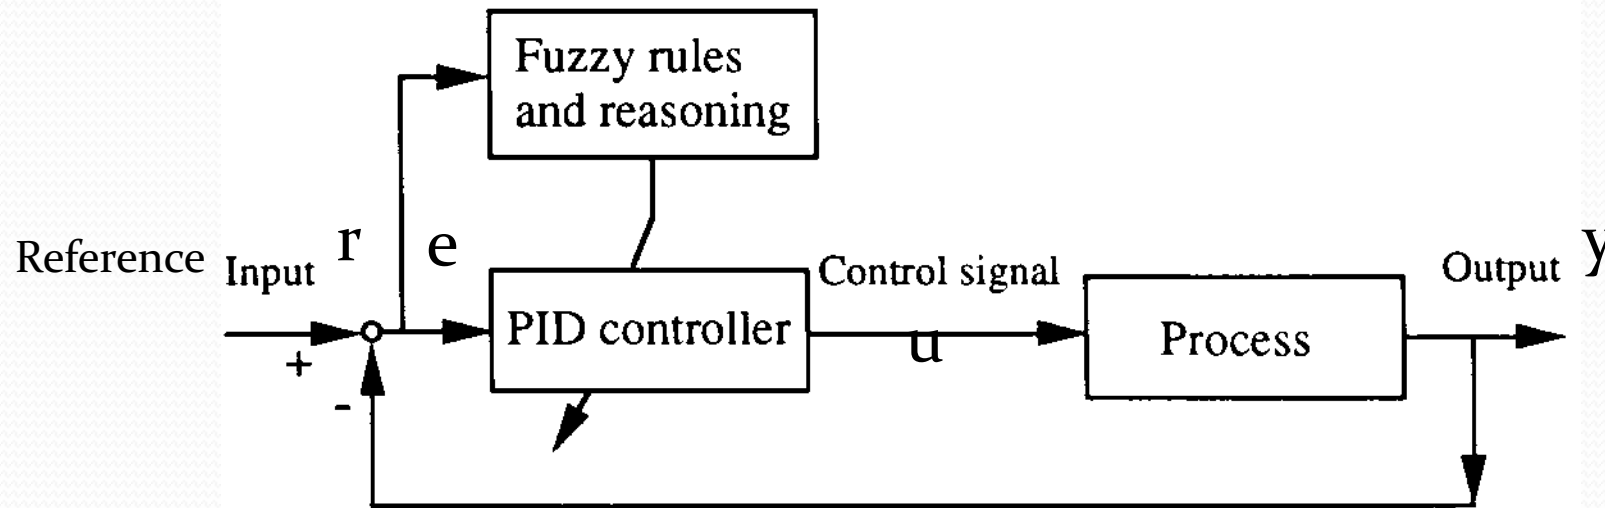 Fuzzy rules
and reasoning
Reference Input r e
Control signal
Output y
+
-
PID controller
u
Process